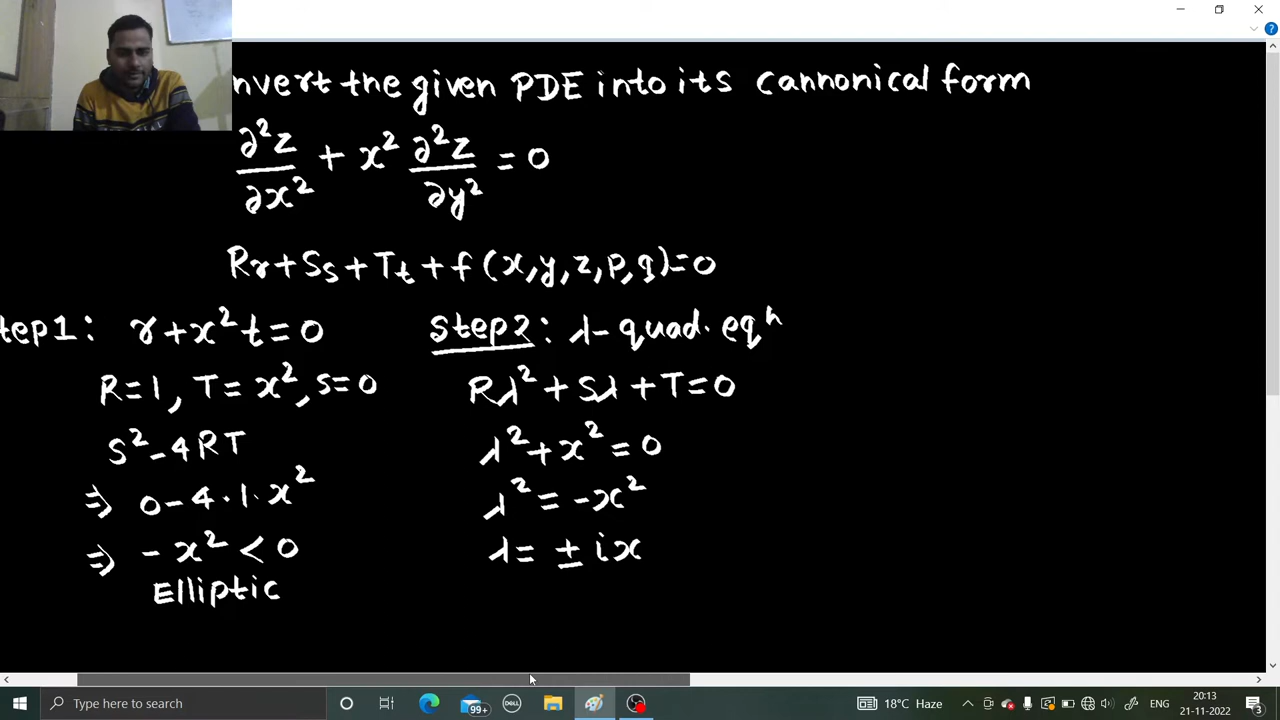 nvert the given PDE into its cannonical form
∂²z/∂x² + x² ∂²z/∂y² = 0
Rr + Ss + Tt + f (x, y, z, p, q) = 0
tep1: r + x²t = 0
R = 1, T = x², S = 0
S² - 4RT
⇒ 0 - 4 · 1 · x²
⇒ - x² < 0
Elliptic
Step2: λ- quad. eqⁿ
Rλ² + Sλ + T = 0
λ² + x² = 0
λ² = -x²
λ = ± ix
Type here to search
99+
DELL
18°C Haze
ENG
20:13
21-11-2022
3